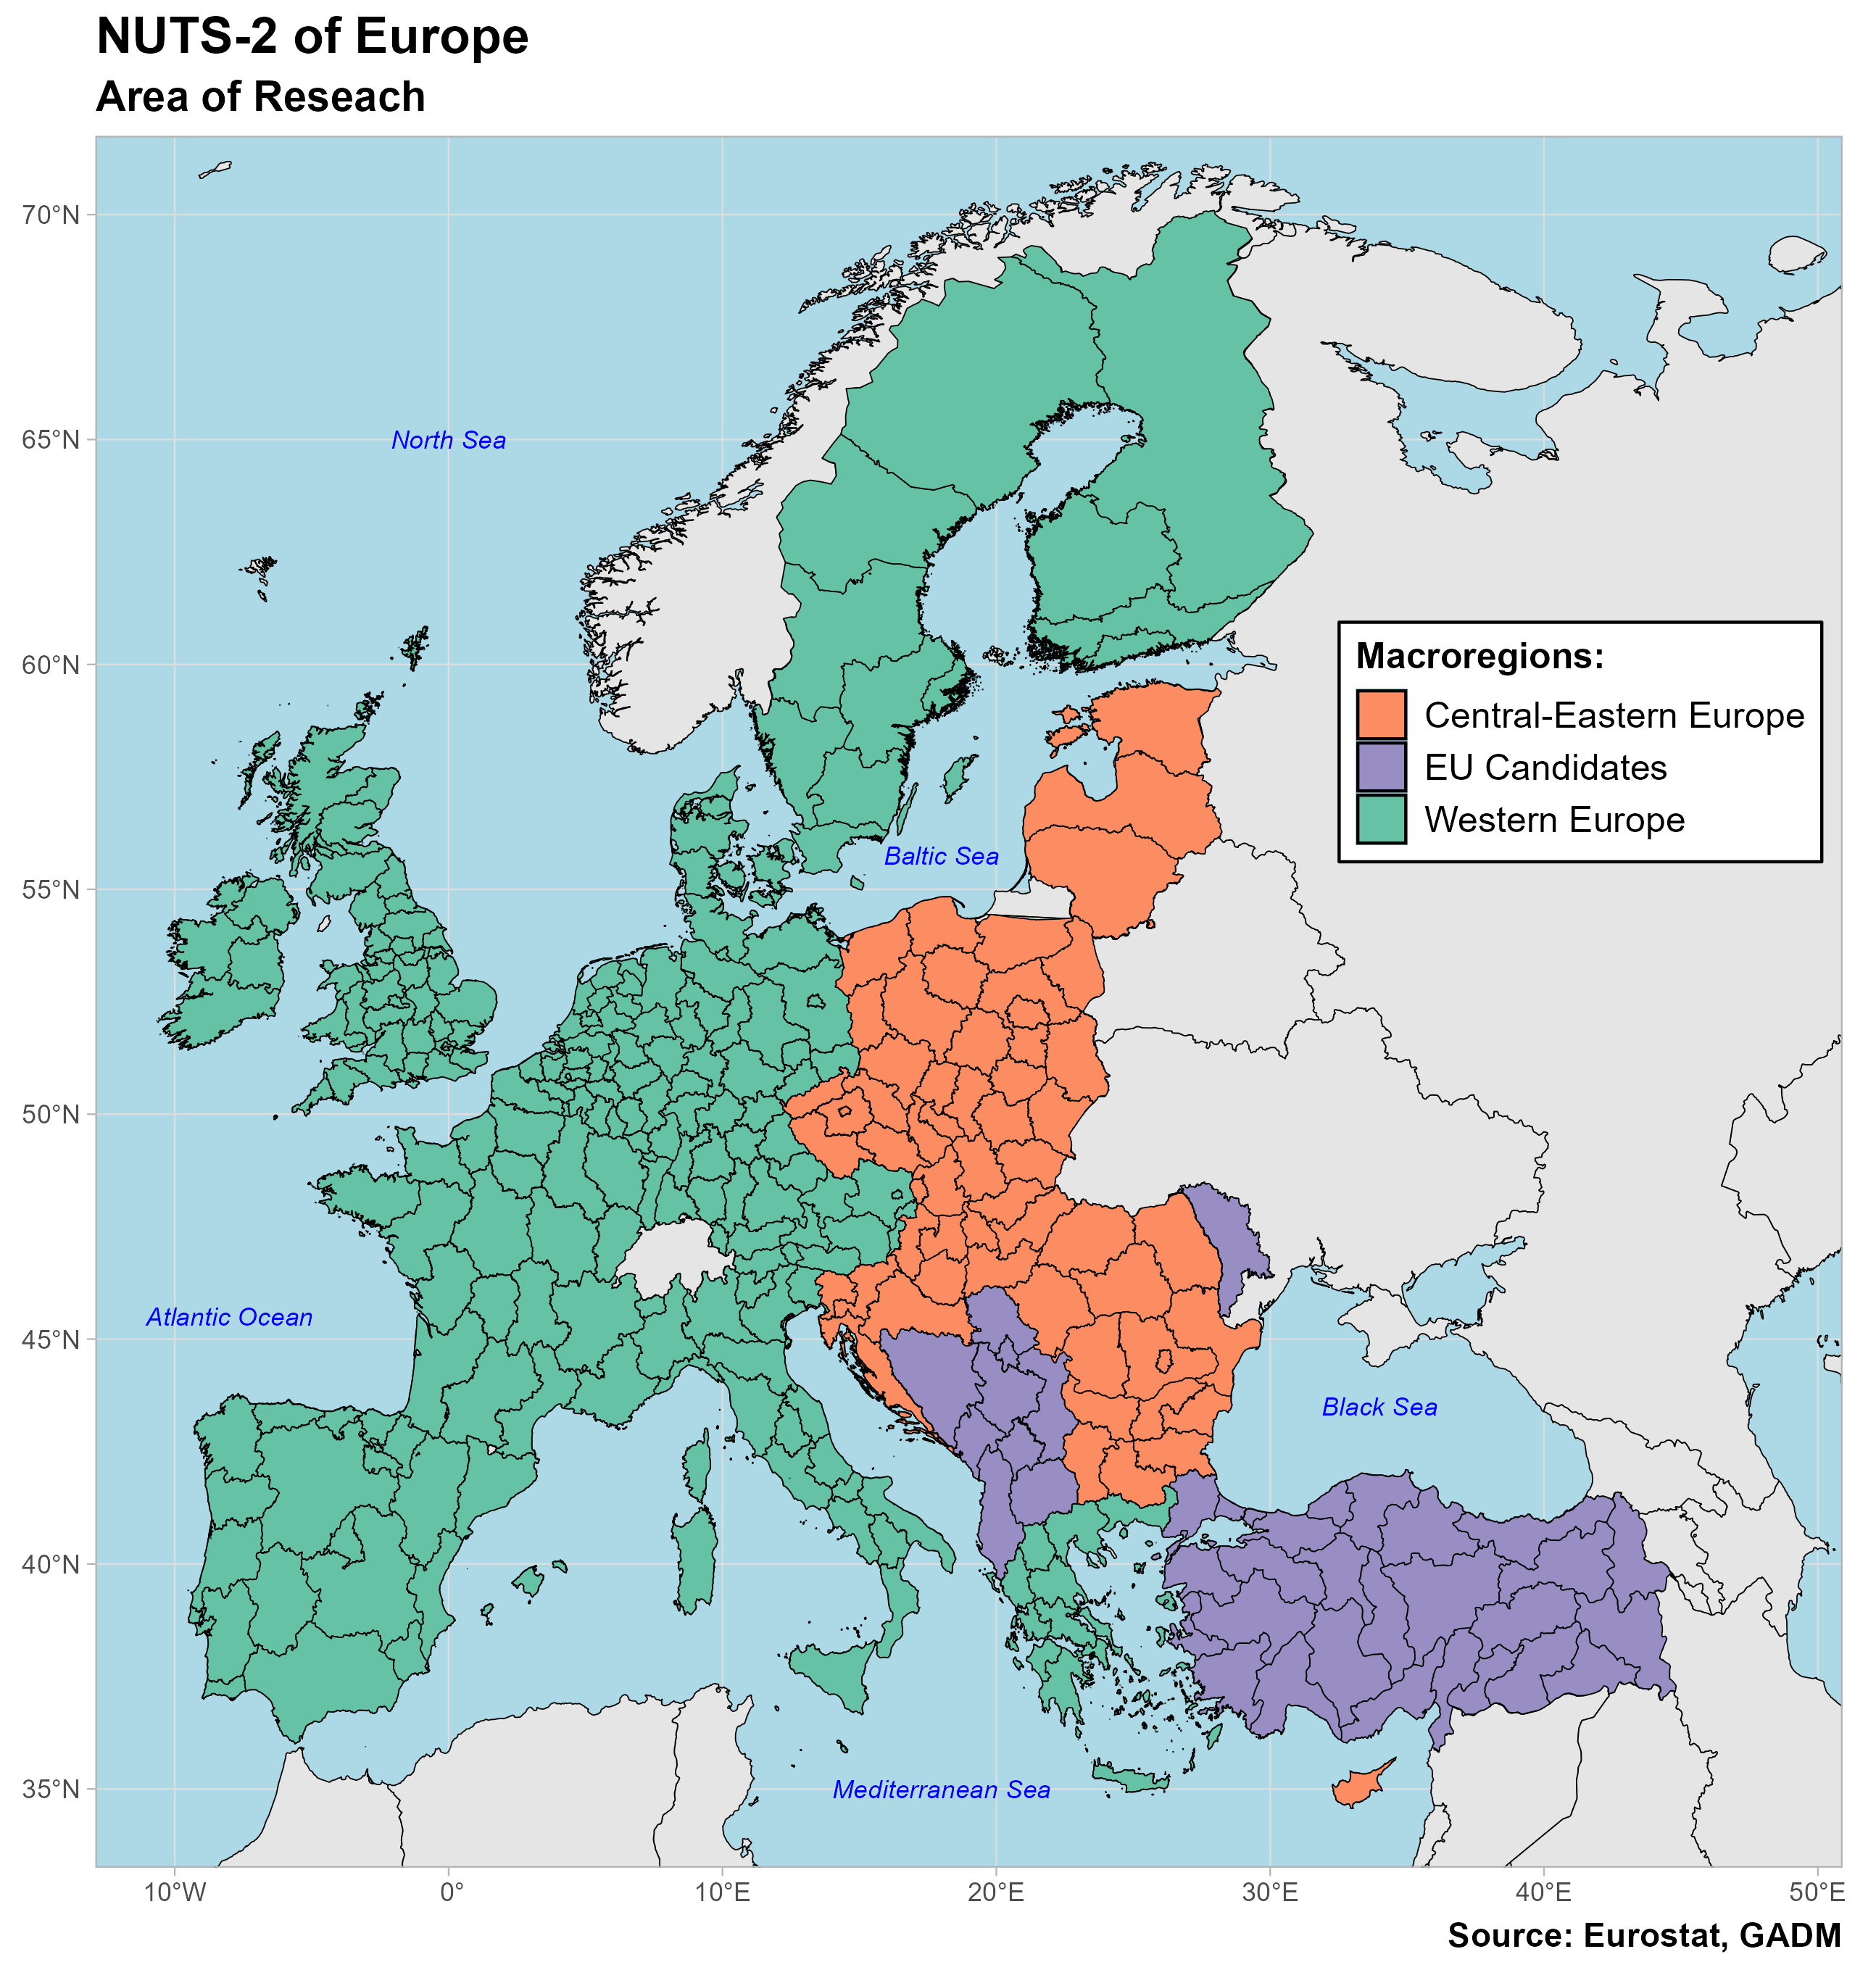 NUTS-2 of Europe
Area of Reseach
70°N
65°N
60°N
55°N
50°N
45°N
40°N
35°N
North Sea
Baltic Sea
Atlantic Ocean
Black Sea
Mediterranean Sea
Macroregions:
Central-Eastern Europe
EU Candidates
Western Europe
10°W 0° 10°E 20°E 30°E 40°E 50°E
Source: Eurostat, GADM